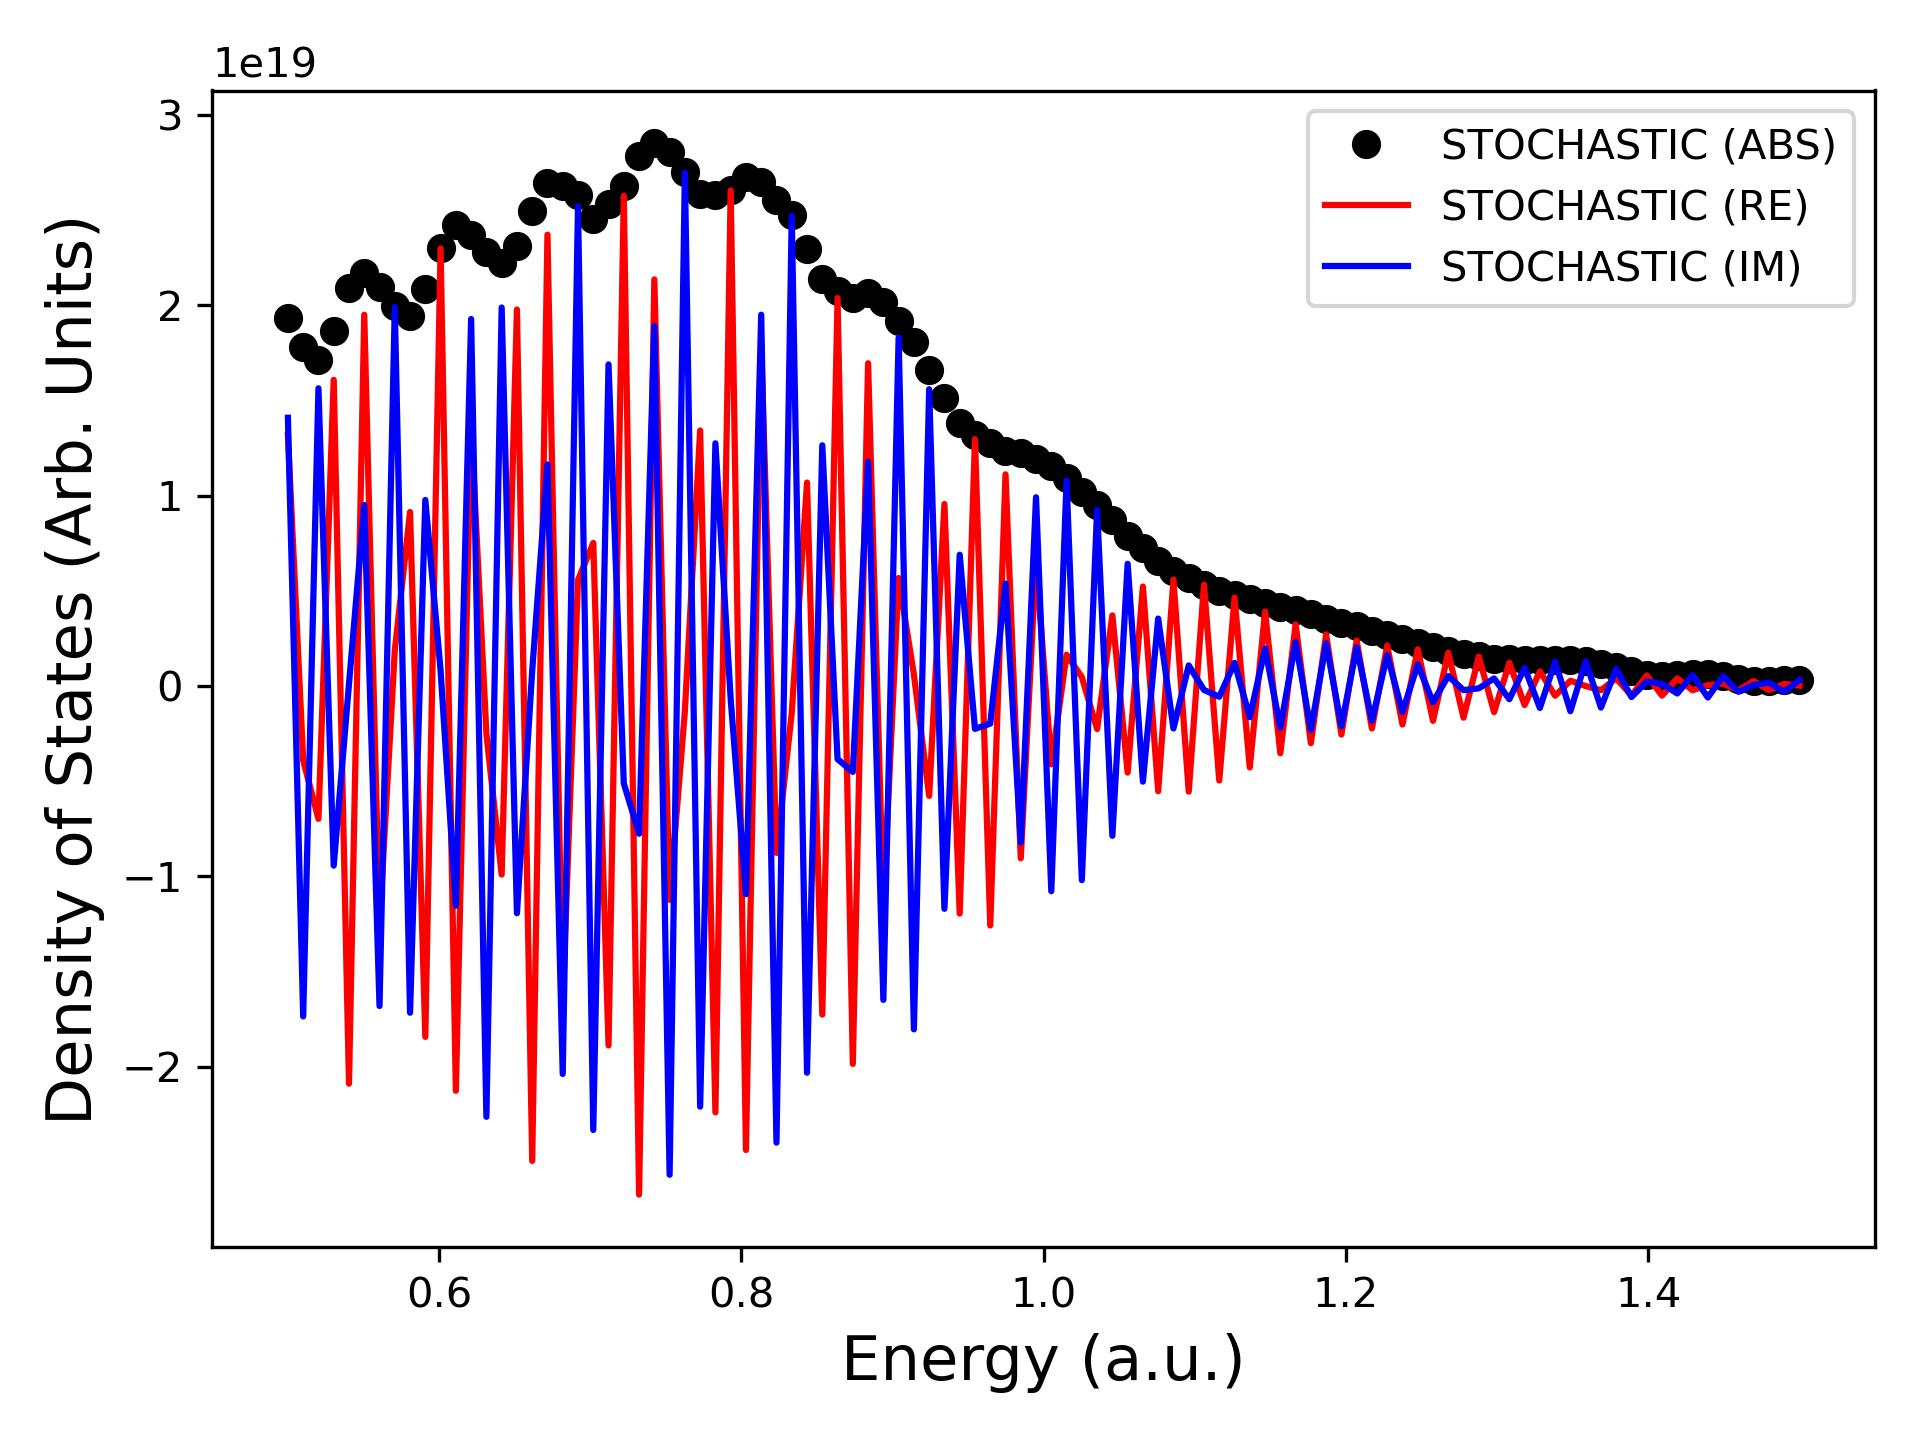 1e19
3
2
1
0
−1
−2
Density of States (Arb. Units)
STOCHASTIC (ABS)
STOCHASTIC (RE)
STOCHASTIC (IM)
0.6 0.8 1.0 1.2 1.4
Energy (a.u.)